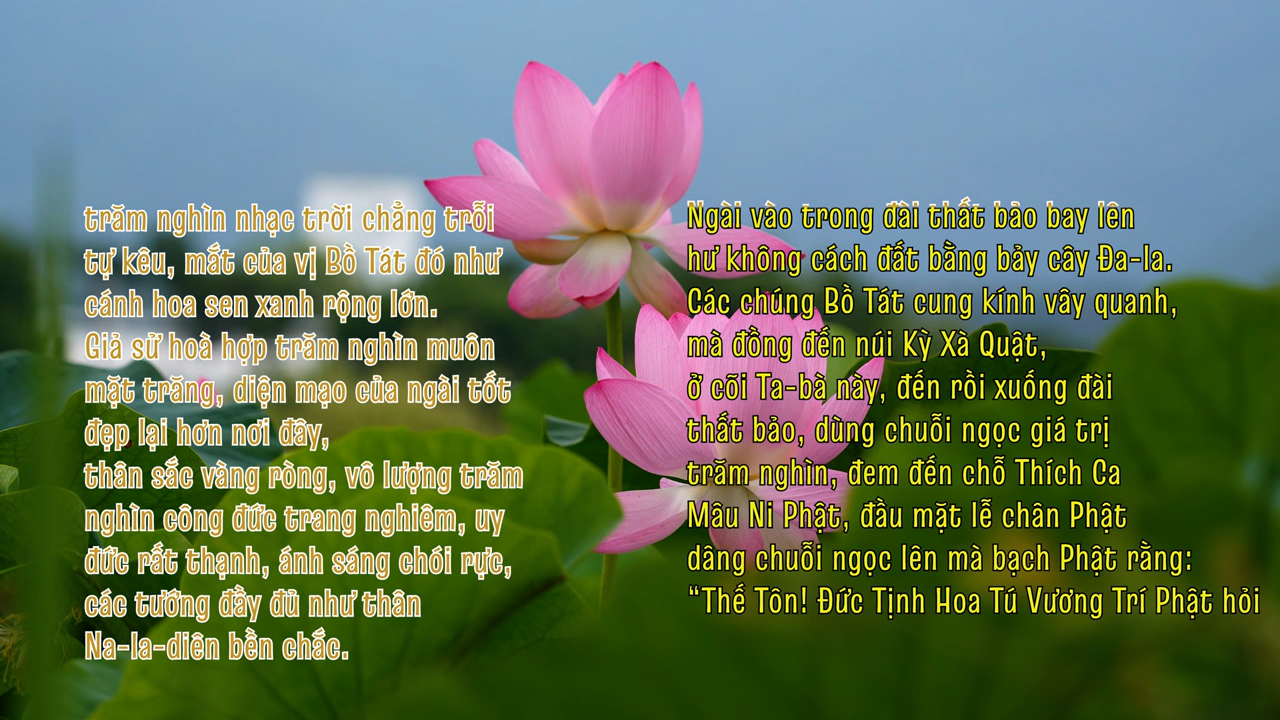 trăm nghìn nhạc trời chẳng trỗi
tự kêu, mắt của vị Bồ Tát đó như
cánh hoa sen xanh rộng lớn.
Giả sử hoà hợp trăm nghìn muôn
mặt trăng, diện mạo của ngài tốt
đẹp lại hơn nơi đây,
thân sắc vàng ròng, vô lượng trăm
nghìn công đức trang nghiêm, uy
đức rất thạnh, ánh sáng chói rực,
các tướng đầy đủ như thân
Na-la-diên bền chắc.
Ngài vào trong đài thất bảo bay lên
hư không cách đất bằng bảy cây Đa-la.
Các chúng Bồ Tát cung kính vây quanh,
mà đồng đến núi Kỳ Xà Quật,
ở cõi Ta-bà này, đến rồi xuống đài
thất bảo, dùng chuỗi ngọc giá trị
trăm nghìn, đem đến chỗ Thích Ca
Mâu Ni Phật, đầu mặt lễ chân Phật
dâng chuỗi ngọc lên mà bạch Phật rằng:
“Thế Tôn! Đức Tịnh Hoa Tú Vương Trí Phật hỏi